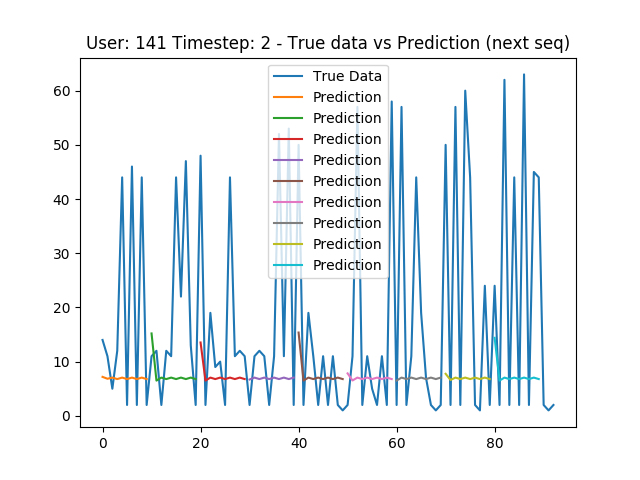 User: 141 Timestep: 2 - True data vs Prediction (next seq)
True Data
Prediction
Prediction
Prediction
Prediction
Prediction
Prediction
Prediction
Prediction
Prediction
60
50
40
30
20
10
0
0 20 40 60 80